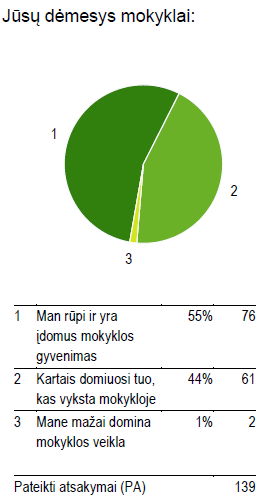 Jūsų dėmesys mokyklai:
1
2
3
1 Man rūpi ir yra 55% 76
įdomus mokyklos
gyvenimas
2 Kartais domiuosi tuo, 44% 61
kas vyksta mokykloje
3 Mane mažai domina 1% 2
mokyklos veikla
Pateikti atsakymai (PA) 139